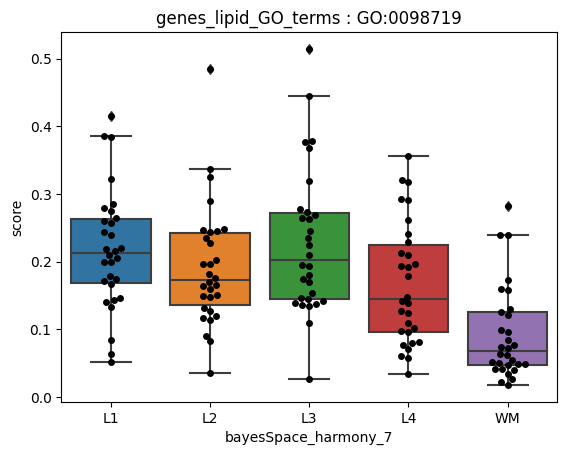 genes_lipid_GO_terms : GO:0098719
score
0.5
0.4
0.3
0.2
0.1
0.0
L1 L2 L3 L4 WM
bayesSpace_harmony_7